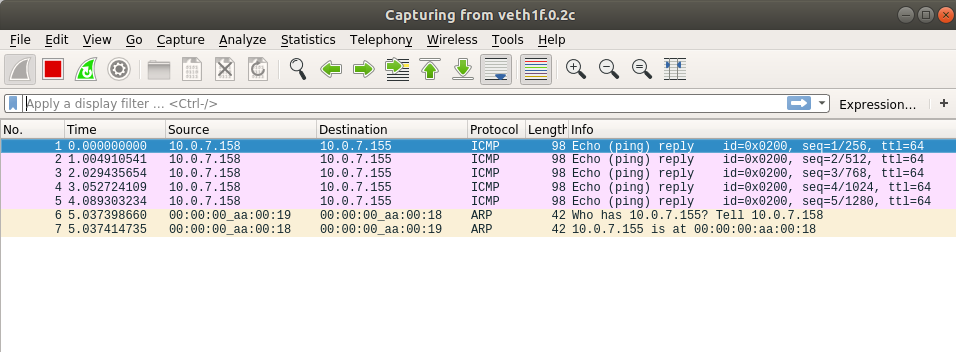 Capturing from veth1f.0.2c
File Edit View Go Capture Analyze Statistics Telephony Wireless Tools Help
Apply a display filter ... <Ctrl-/> Expression... +
No. Time Source Destination Protocol Length Info
1 0.000000000 10.0.7.158 10.0.7.155 ICMP 98 Echo (ping) reply id=0x0200, seq=1/256, ttl=64
2 1.004910541 10.0.7.158 10.0.7.155 ICMP 98 Echo (ping) reply id=0x0200, seq=2/512, ttl=64
3 2.029435654 10.0.7.158 10.0.7.155 ICMP 98 Echo (ping) reply id=0x0200, seq=3/768, ttl=64
4 3.052724109 10.0.7.158 10.0.7.155 ICMP 98 Echo (ping) reply id=0x0200, seq=4/1024, ttl=64
5 4.089303234 10.0.7.158 10.0.7.155 ICMP 98 Echo (ping) reply id=0x0200, seq=5/1280, ttl=64
6 5.037398660 00:00:00_aa:00:19 00:00:00_aa:00:18 ARP 42 Who has 10.0.7.155? Tell 10.0.7.158
7 5.037414735 00:00:00_aa:00:18 00:00:00_aa:00:19 ARP 42 10.0.7.155 is at 00:00:00:aa:00:18